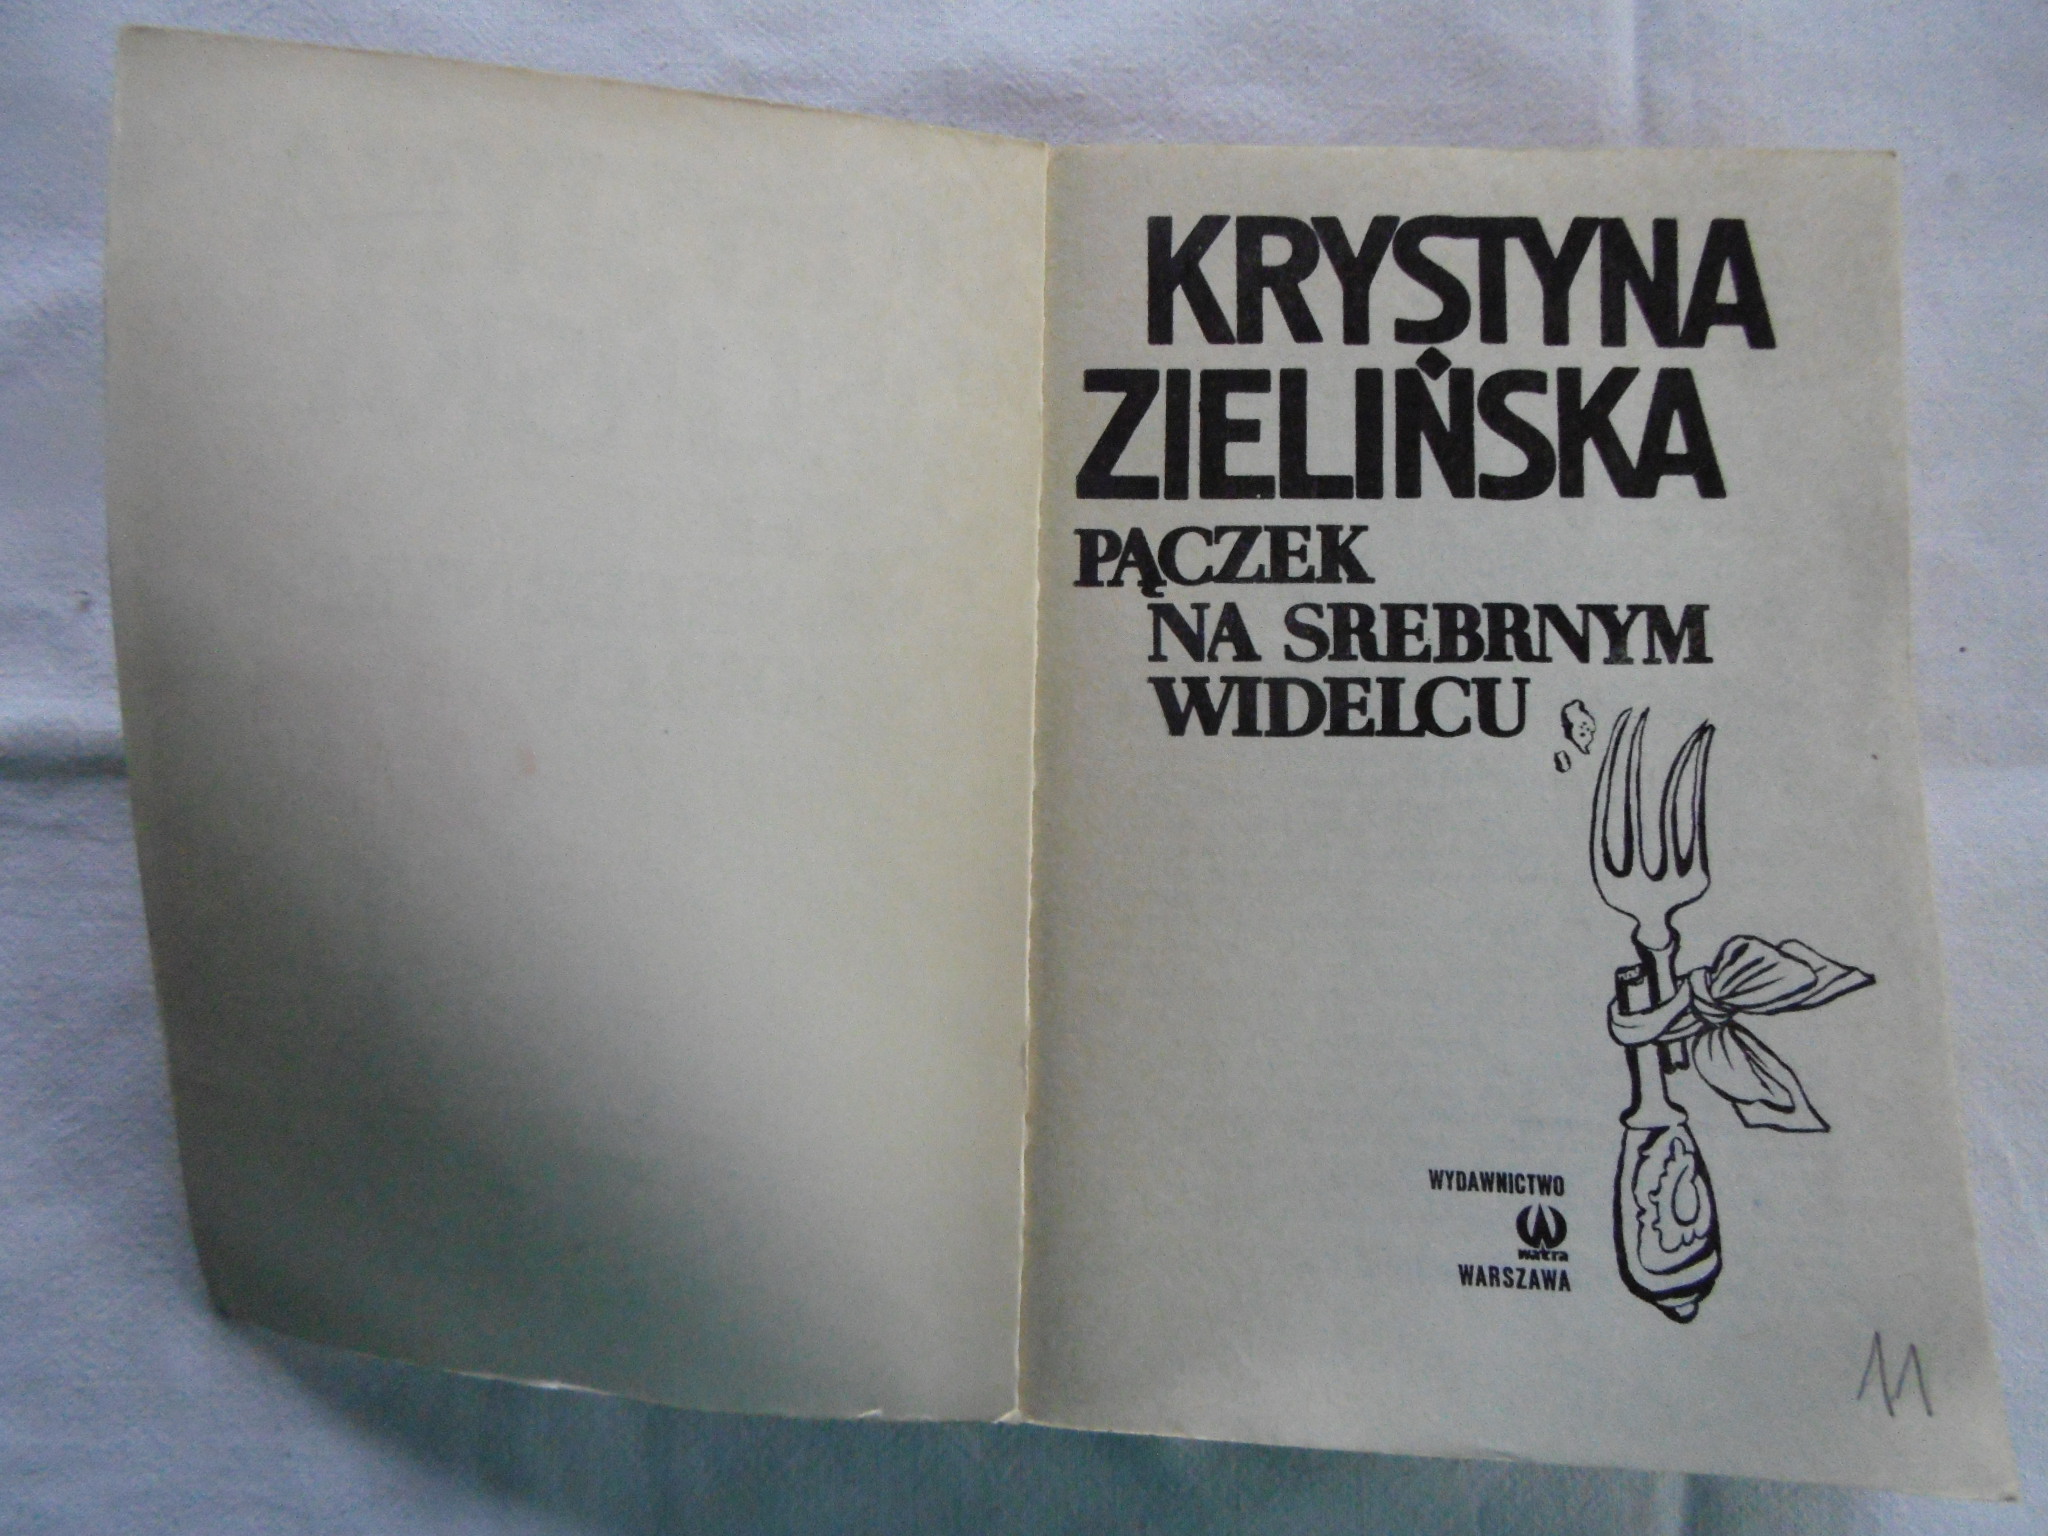 KRYSTYNA
ZIELIŃSKA
PĄCZEK
NA SREBRNYM
WIDELCU
WYDAWNICTWO
watra
WARSZAWA
11